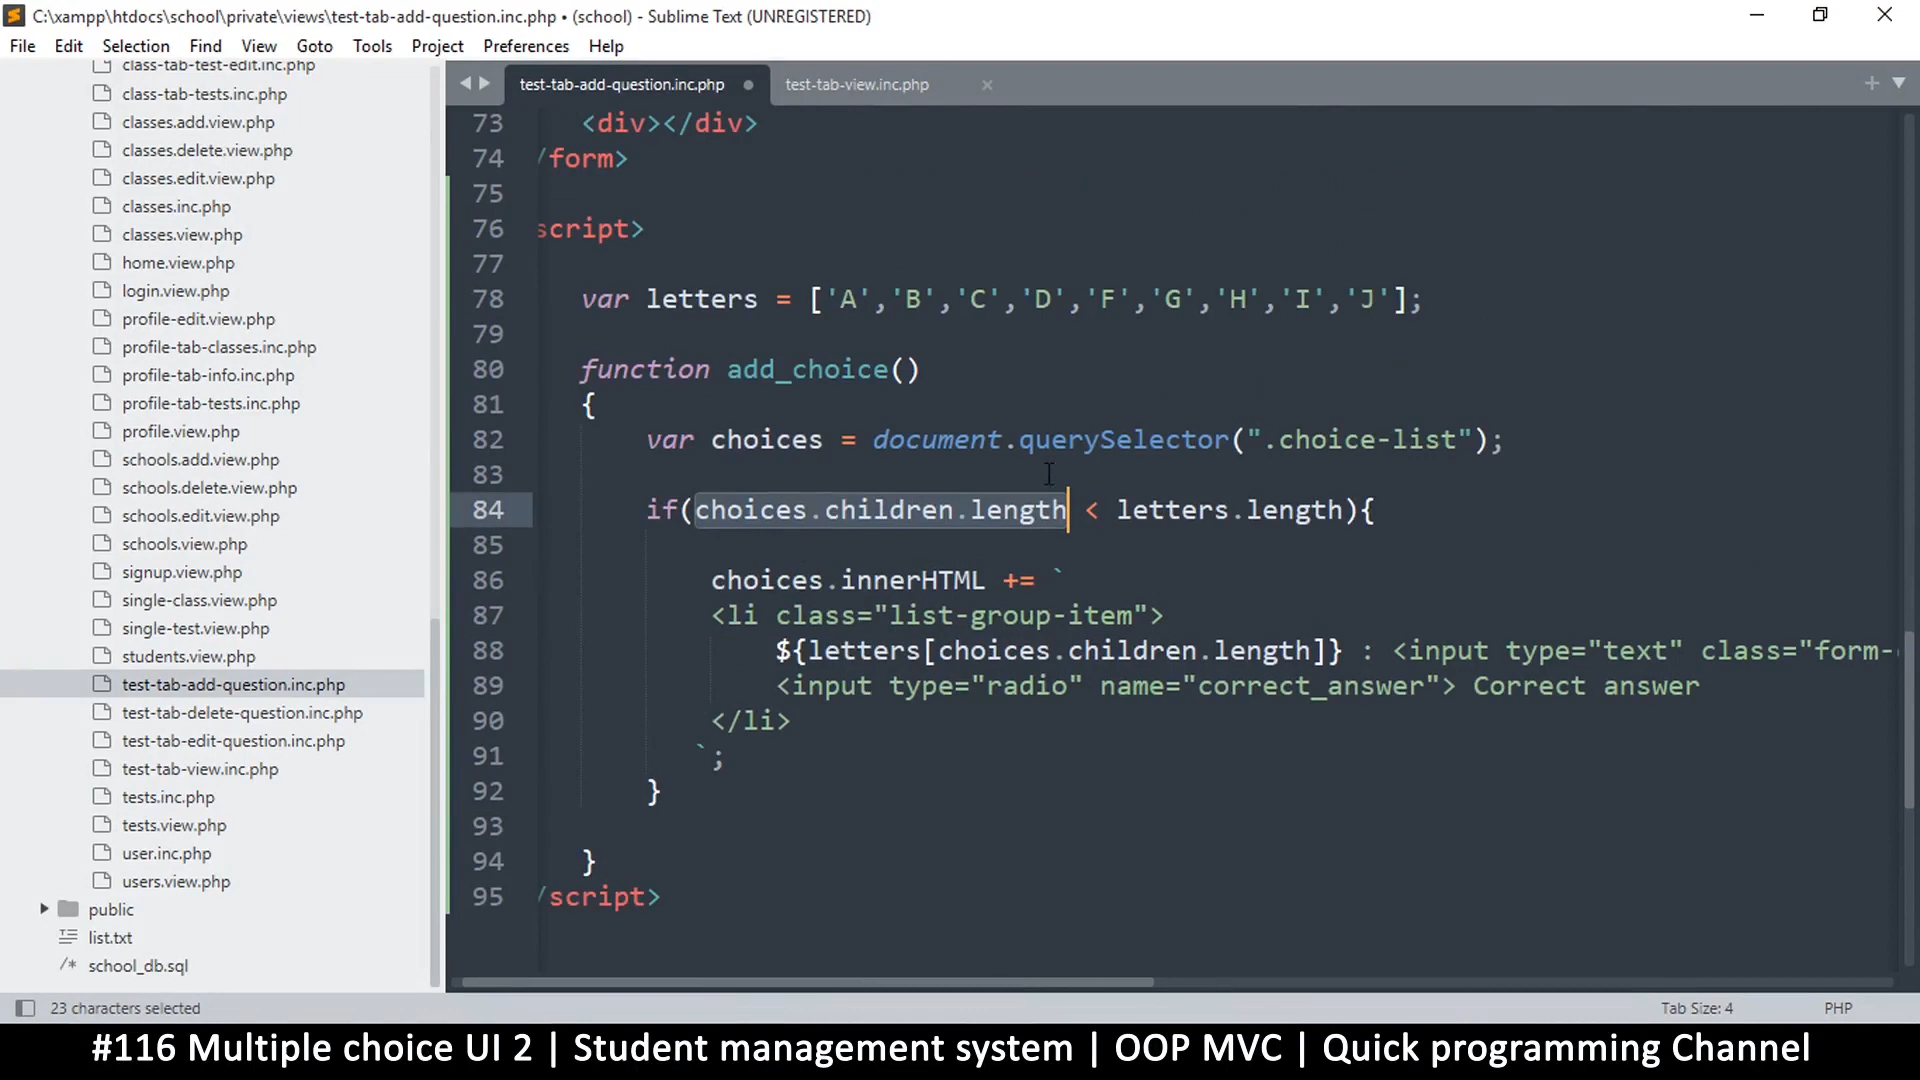 C:\xampp\htdocs\school\private\views\test-tab-add-question.inc.php • (school) - Sublime Text (UNREGISTERED)
File Edit Selection Find View Goto Tools Project Preferences Help
class-tab-test-edit.inc.php
class-tab-tests.inc.php
classes.add.view.php
classes.delete.view.php
classes.edit.view.php
classes.inc.php
classes.view.php
home.view.php
login.view.php
profile-edit.view.php
profile-tab-classes.inc.php
profile-tab-info.inc.php
profile-tab-tests.inc.php
profile.view.php
schools.add.view.php
schools.delete.view.php
schools.edit.view.php
schools.view.php
signup.view.php
single-class.view.php
single-test.view.php
students.view.php
test-tab-add-question.inc.php
test-tab-delete-question.inc.php
test-tab-edit-question.inc.php
test-tab-view.inc.php
tests.inc.php
tests.view.php
user.inc.php
users.view.php
public
list.txt
school_db.sql
test-tab-add-question.inc.php test-tab-view.inc.php
73 <div></div>
74 /form>
75
76 script>
77
78 var letters = ['A','B','C','D','F','G','H','I','J'];
79
80 function add_choice()
81 {
82 var choices = document.querySelector(".choice-list");
83
84 if(choices.children.length < letters.length){
85
86 choices.innerHTML += `
87 <li class="list-group-item">
88 ${letters[choices.children.length]} : <input type="text" class="form-
89 <input type="radio" name="correct_answer"> Correct answer
90 </li>
91 `;
92 }
93
94 }
95 /script>
23 characters selected Tab Size: 4 PHP
#116 Multiple choice UI 2 | Student management system | OOP MVC | Quick programming Channel